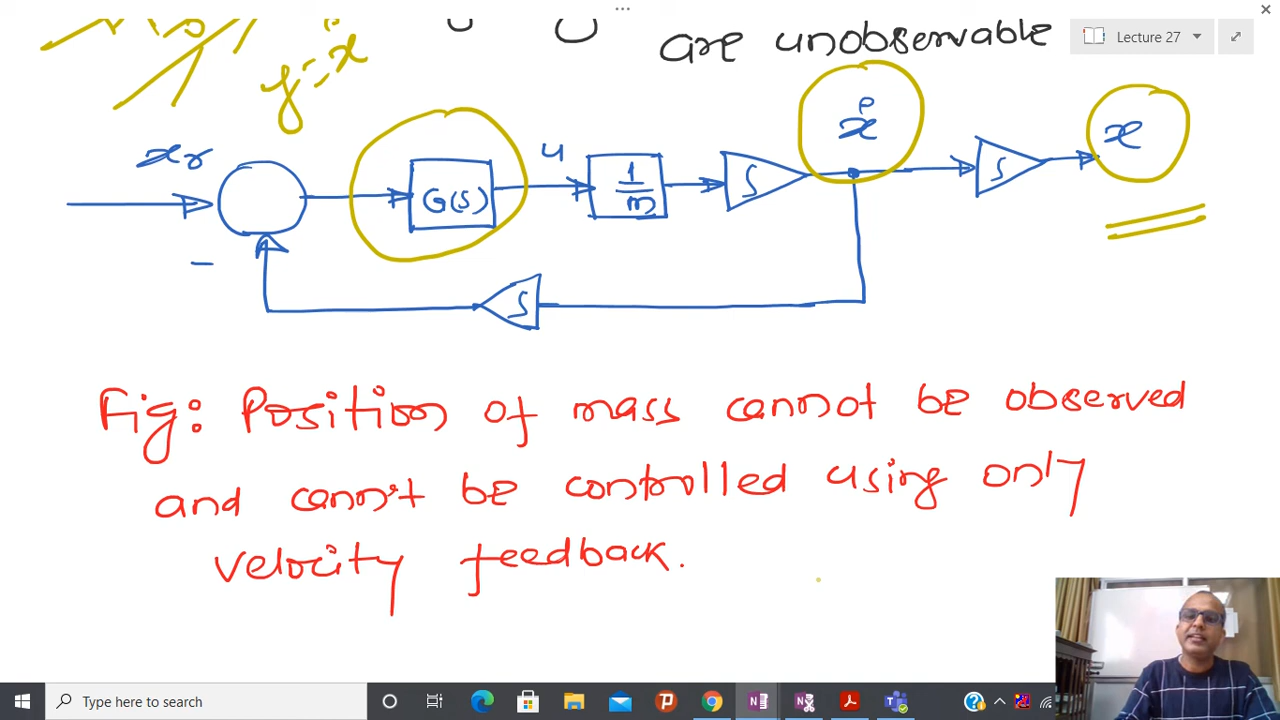 y = ẋ
are unobservable
Lecture 27
ẋ
x
xr
u
G(s)
1/m
∫
∫
−
∫
Fig: Position of mass cannot be observed
and cannot be controlled using only
velocity feedback.
Type here to search